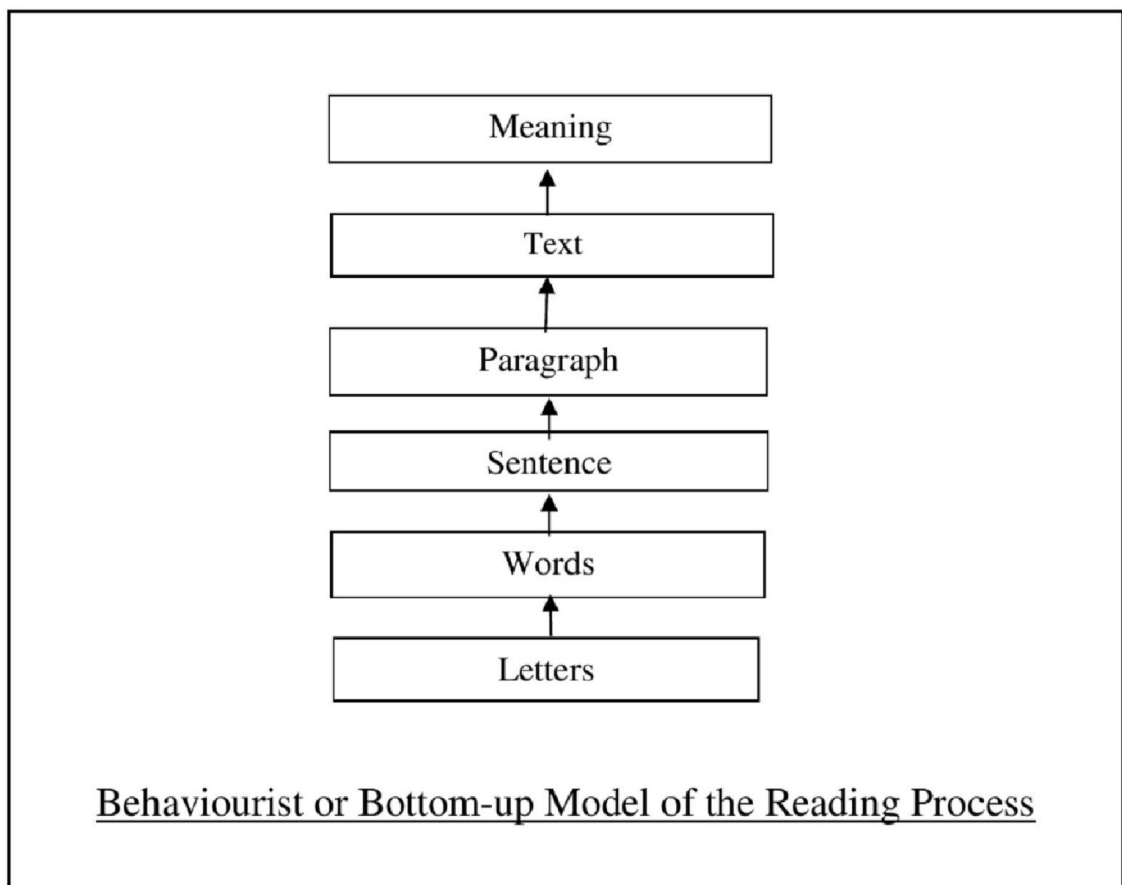 Meaning
Text
Paragraph
Sentence
Words
Letters
Behaviourist or Bottom-up Model of the Reading Process